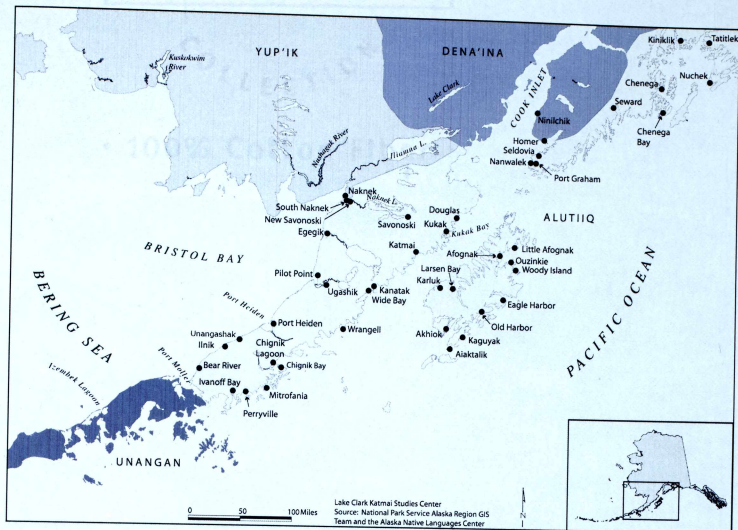 YUP'IK
DENA'INA
ALUTIIQ
UNANGAN
Kuskokwim
River
Nushagak River
Lake Clark
Iliamna L.
COOK INLET
Kiniklik
Tatitlek
Nuchek
Chenega
Chenega
Bay
Seward
Ninilchik
Homer
Seldovia
Nanwalek
Port Graham
Naknek
Naknek L.
South Naknek
New Savonoski
Egegik
Savonoski
Douglas
Kukak
Kukak Bay
Katmai
Afognak
Little Afognak
Ouzinkie
Woody Island
Larsen Bay
Karluk
Eagle Harbor
Old Harbor
Akhiok
Kaguyak
Aiaktalik
BRISTOL BAY
BERING SEA
PACIFIC OCEAN
Pilot Point
Ugashik
Kanatak
Wide Bay
Port Heiden
Port Heiden
Wrangell
Unangashak
Ilnik
Chignik
Lagoon
Chignik Bay
Port Moller
Bear River
Ivanoff Bay
Mitrofania
Perryville
Izembek Lagoon
0 50 100 Miles
Lake Clark Katmai Studies Center
Source: National Park Service Alaska Region GIS
Team and the Alaska Native Languages Center
N